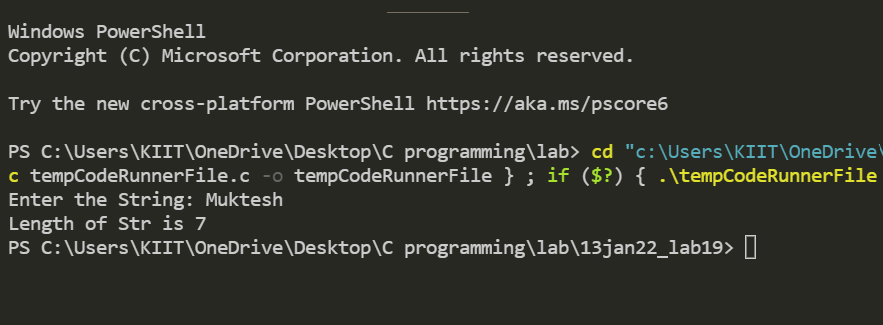 Windows PowerShell
Copyright (C) Microsoft Corporation. All rights reserved.
Try the new cross-platform PowerShell https://aka.ms/pscore6
PS C:\Users\KIIT\OneDrive\Desktop\C programming\lab> cd "c:\Users\KIIT\OneDrive\
c tempCodeRunnerFile.c -o tempCodeRunnerFile } ; if ($?) { .\tempCodeRunnerFile
Enter the String: Muktesh
Length of Str is 7
PS C:\Users\KIIT\OneDrive\Desktop\C programming\lab\13jan22_lab19>